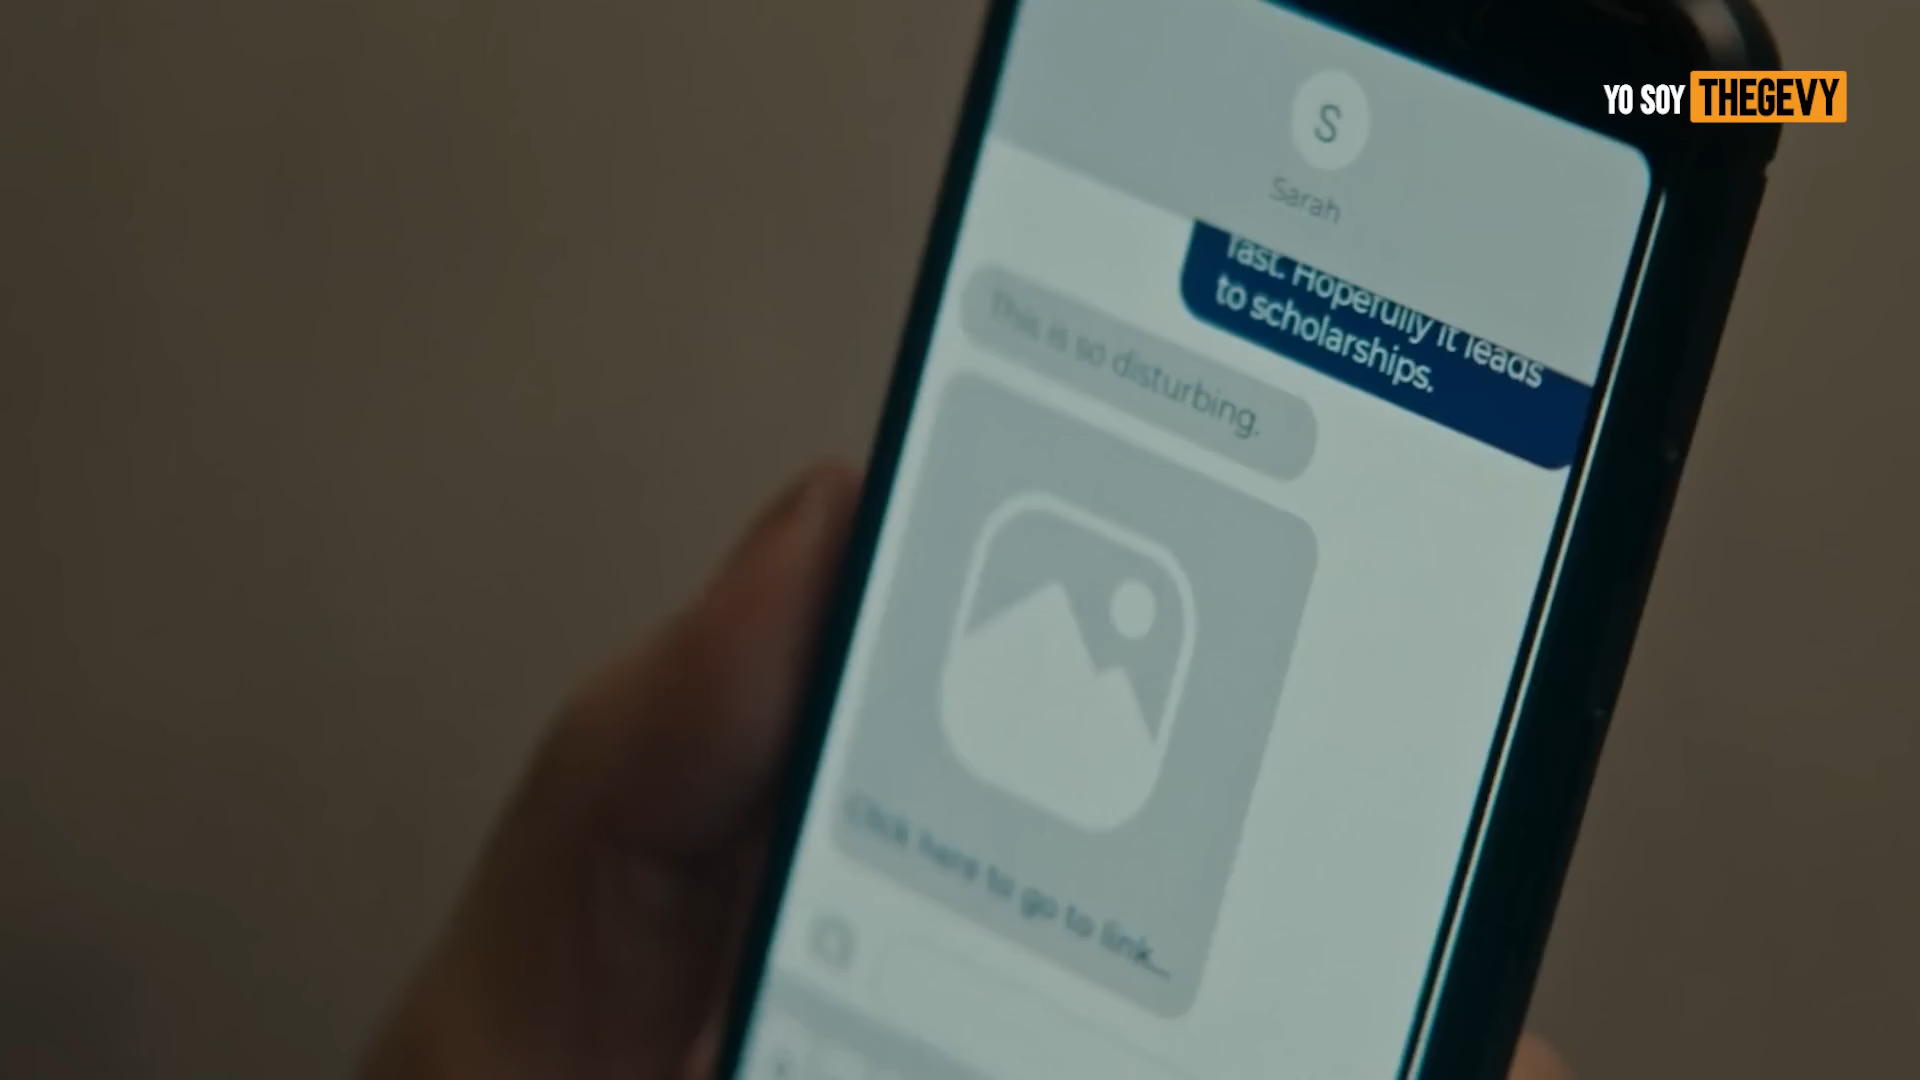 YO SOY THEGEVY
S
Sarah
fast. Hopefully it leads
to scholarships.
This is so disturbing.
Click here to go to link...